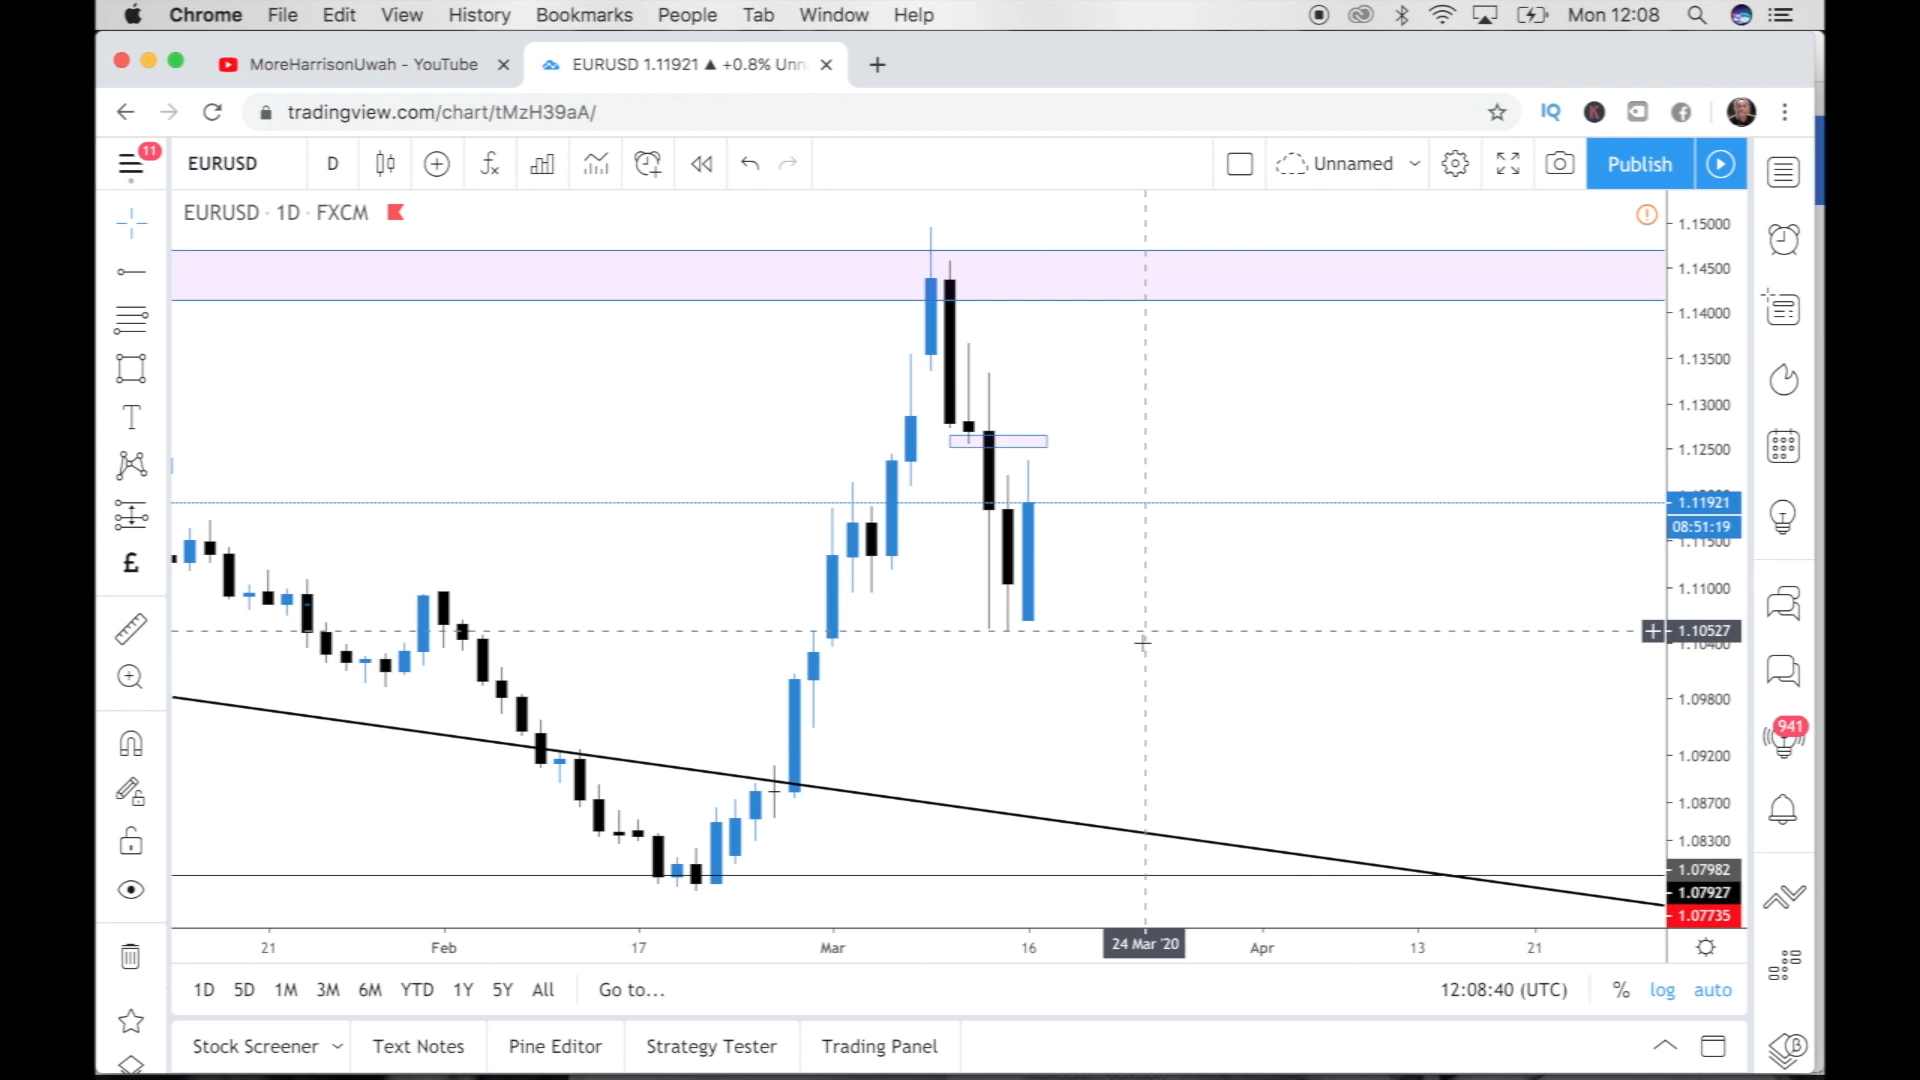 Chrome File Edit View History Bookmarks People Tab Window Help Mon 12:08
MoreHarrisonUwah - YouTube EURUSD 1.11921 ▲ +0.8% Unn
tradingview.com/chart/tMzH39aA/ IQ K
11 EURUSD D fx Unnamed Publish
EURUSD · 1D · FXCM
1.15000
1.14500
1.14000
1.13500
1.13000
1.12500
1.11921
08:51:19
1.11500
1.11000
1.10527
1.10400
1.09800
1.09200
1.08700
1.08300
1.07982
1.07927
1.07735
T
£
941
21 Feb 17 Mar 16 24 Mar '20 Apr 13 21
1D 5D 1M 3M 6M YTD 1Y 5Y All Go to... 12:08:40 (UTC) % log auto
Stock Screener Text Notes Pine Editor Strategy Tester Trading Panel
β